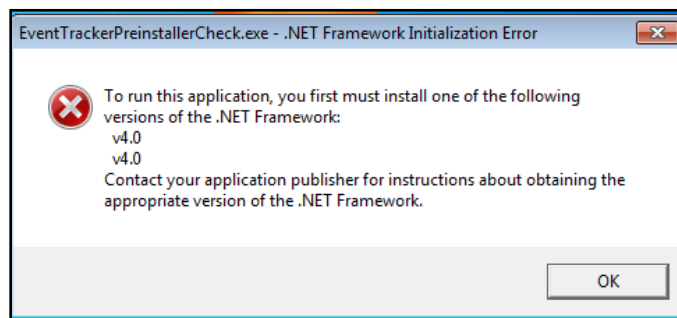 EventTrackerPreinstallerCheck.exe - .NET Framework Initialization Error
To run this application, you first must install one of the following
versions of the .NET Framework:
v4.0
v4.0
Contact your application publisher for instructions about obtaining the
appropriate version of the .NET Framework.
OK